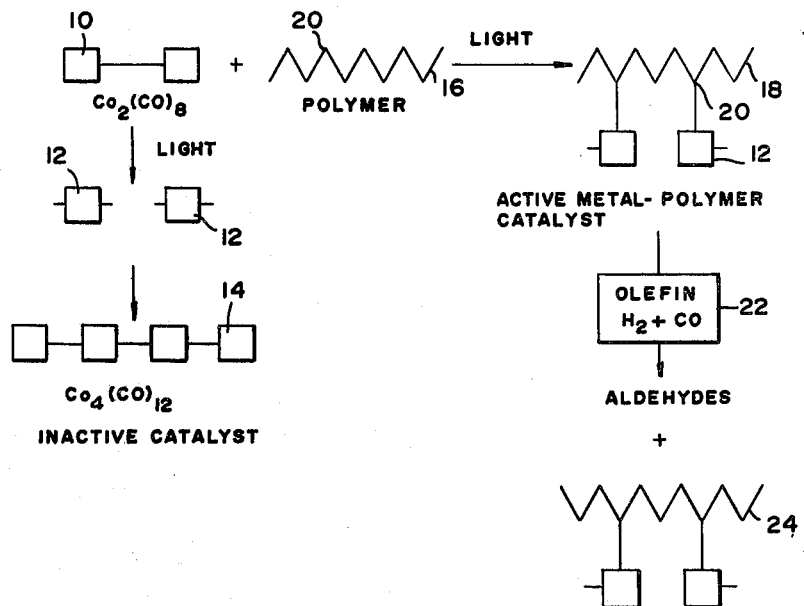 10
20
+
LIGHT
16
18
20
Co2(CO)8
POLYMER
LIGHT
12
12
12
ACTIVE METAL-POLYMER
CATALYST
14
OLEFIN
H2 + CO
22
Co4(CO)12
INACTIVE CATALYST
ALDEHYDES
+
24